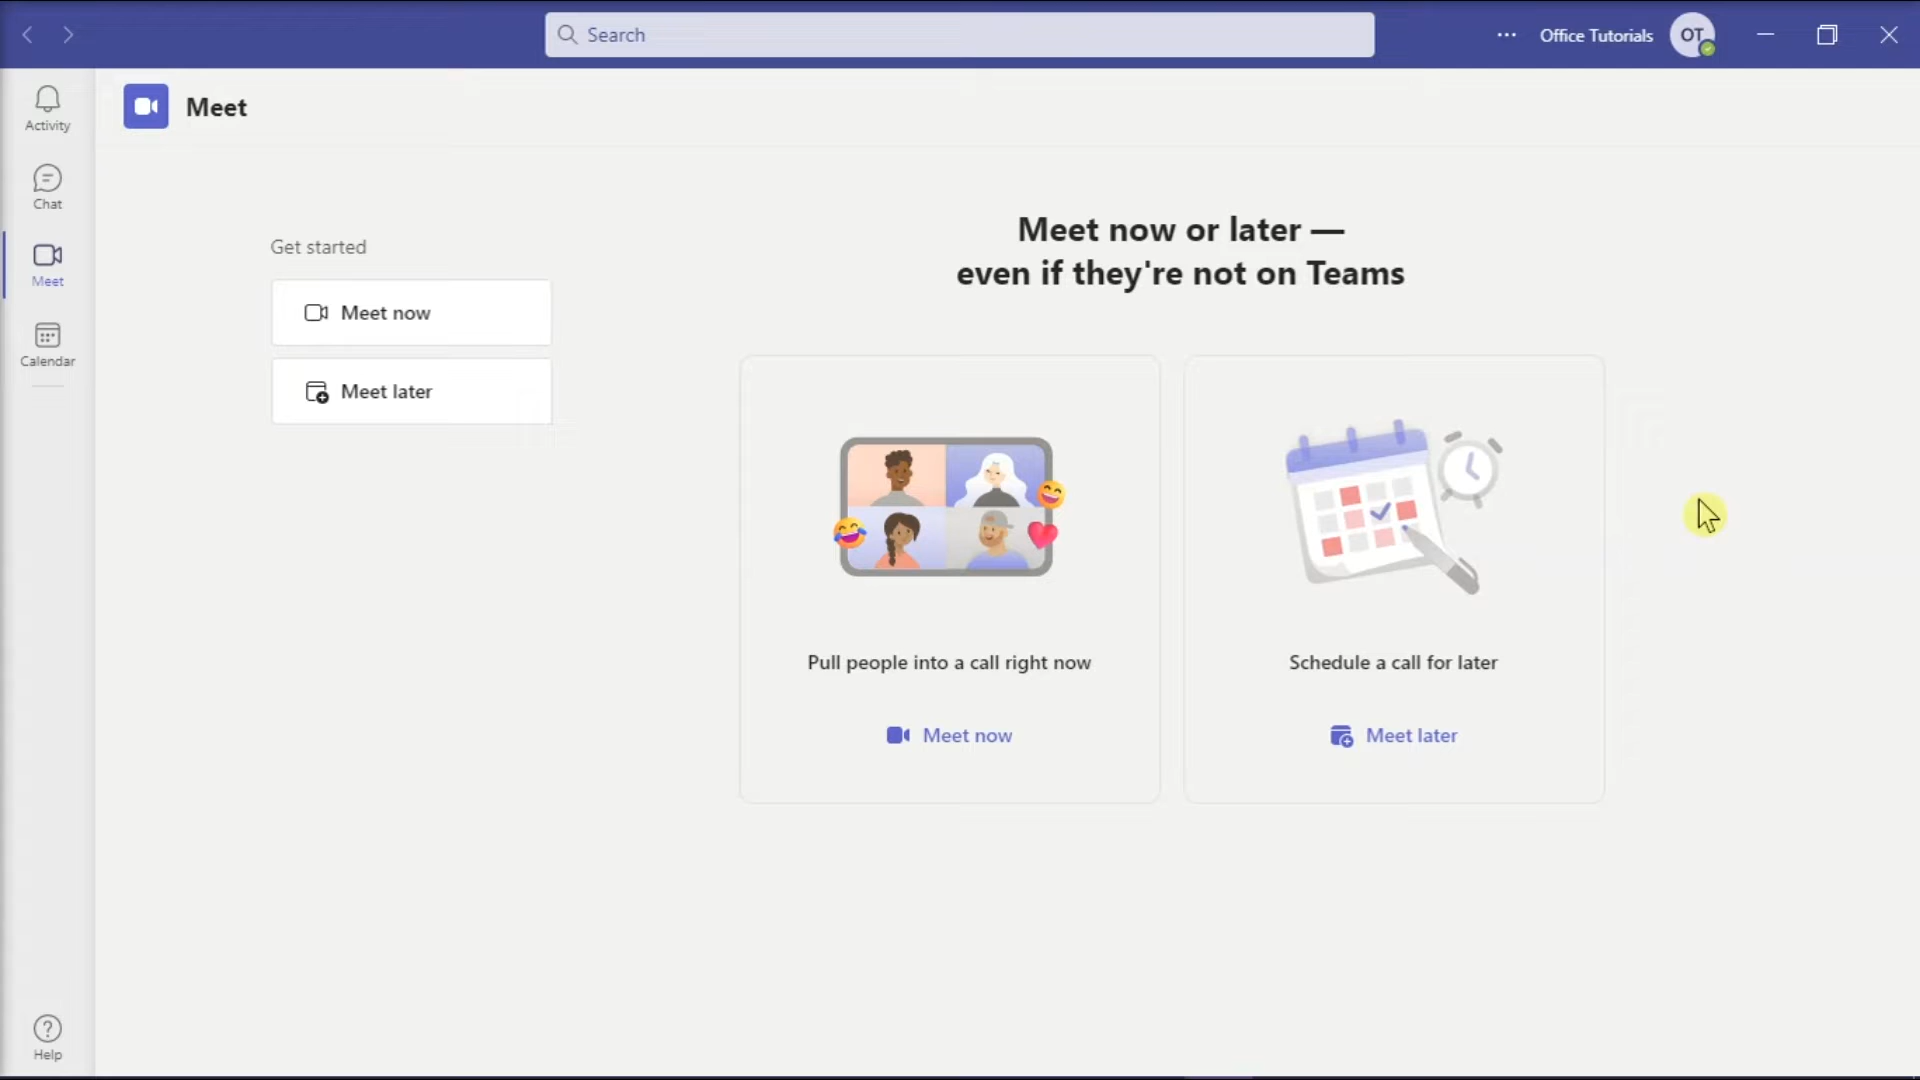 Search
Office Tutorials
OT
Activity
Chat
Meet
Calendar
Help
Meet
Get started
Meet now
Meet later
Meet now or later —
even if they're not on Teams
Pull people into a call right now
Meet now
Schedule a call for later
Meet later